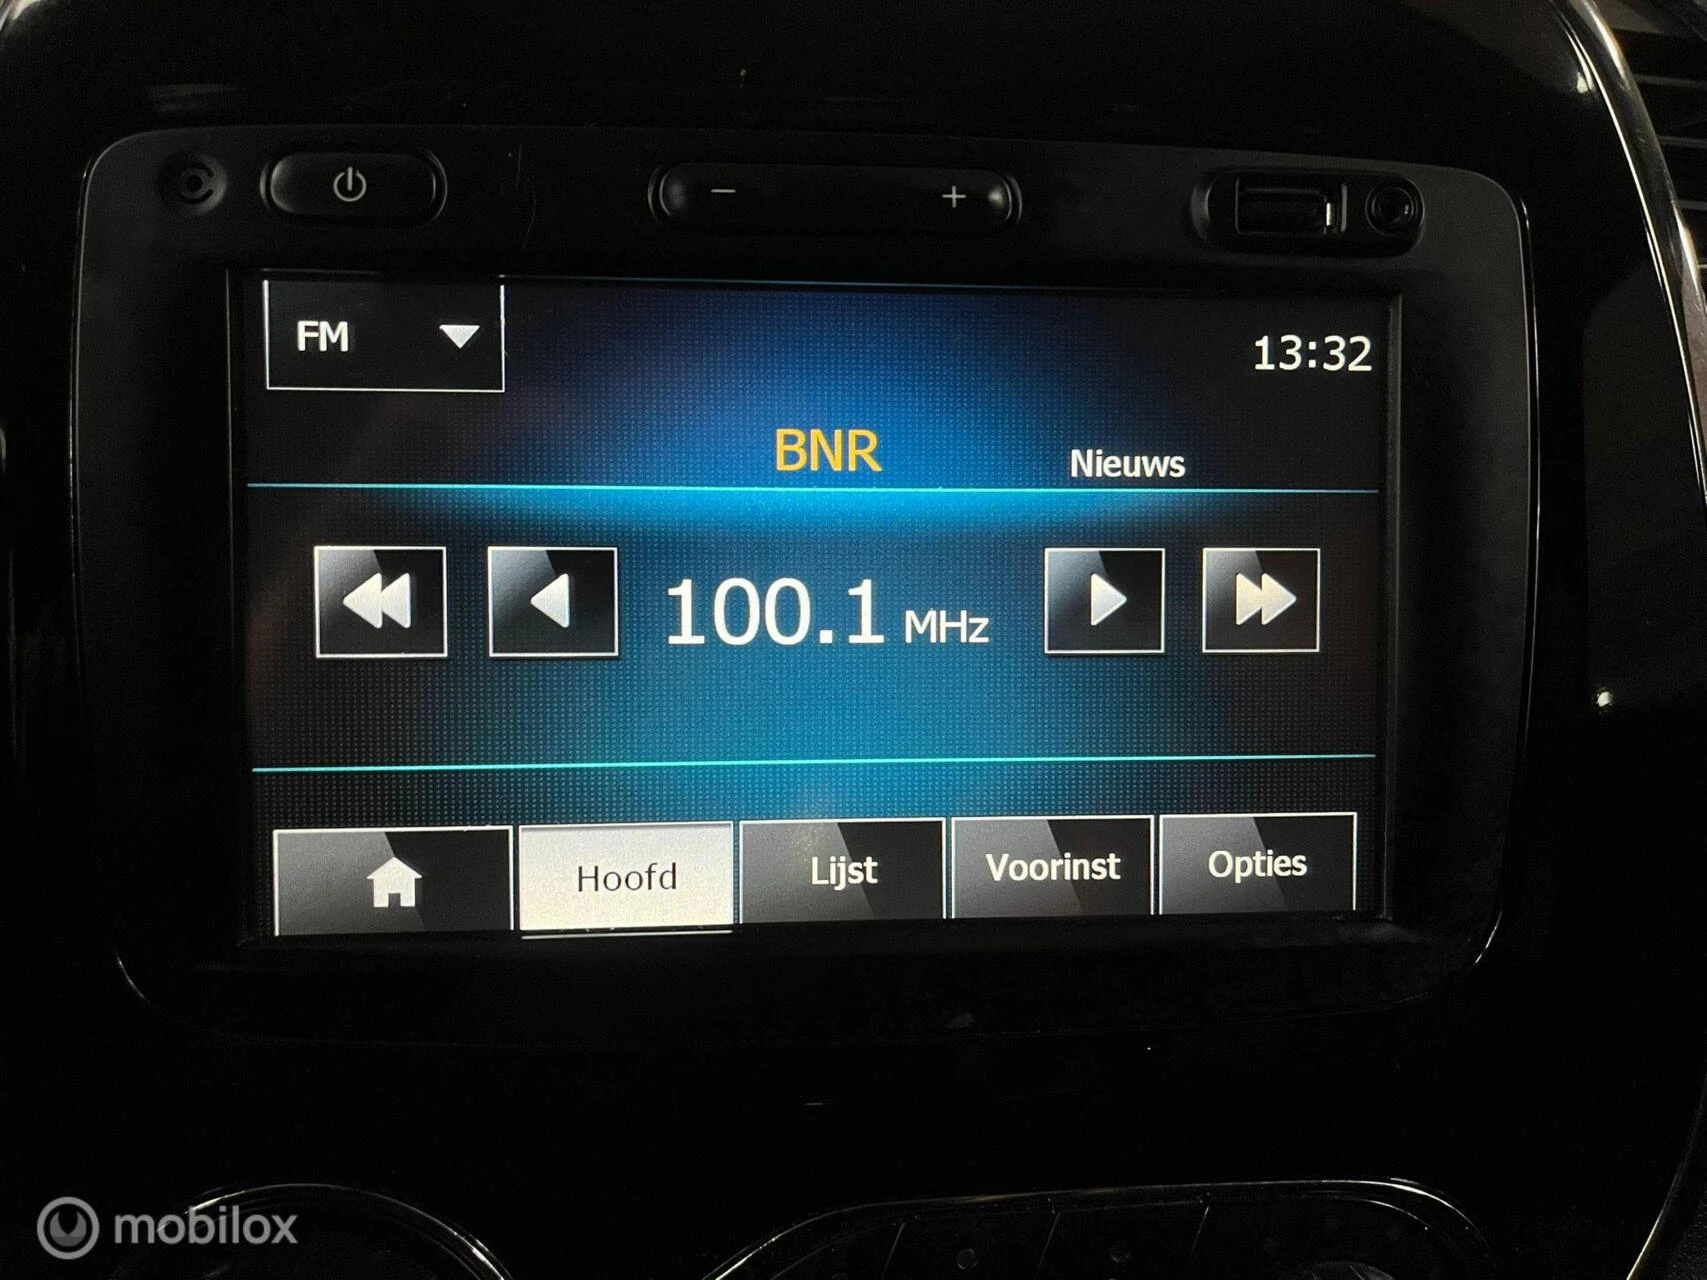 FM
13:32
BNR
Nieuws
100.1 MHz
Hoofd
Lijst
Voorinst
Opties
mobilox